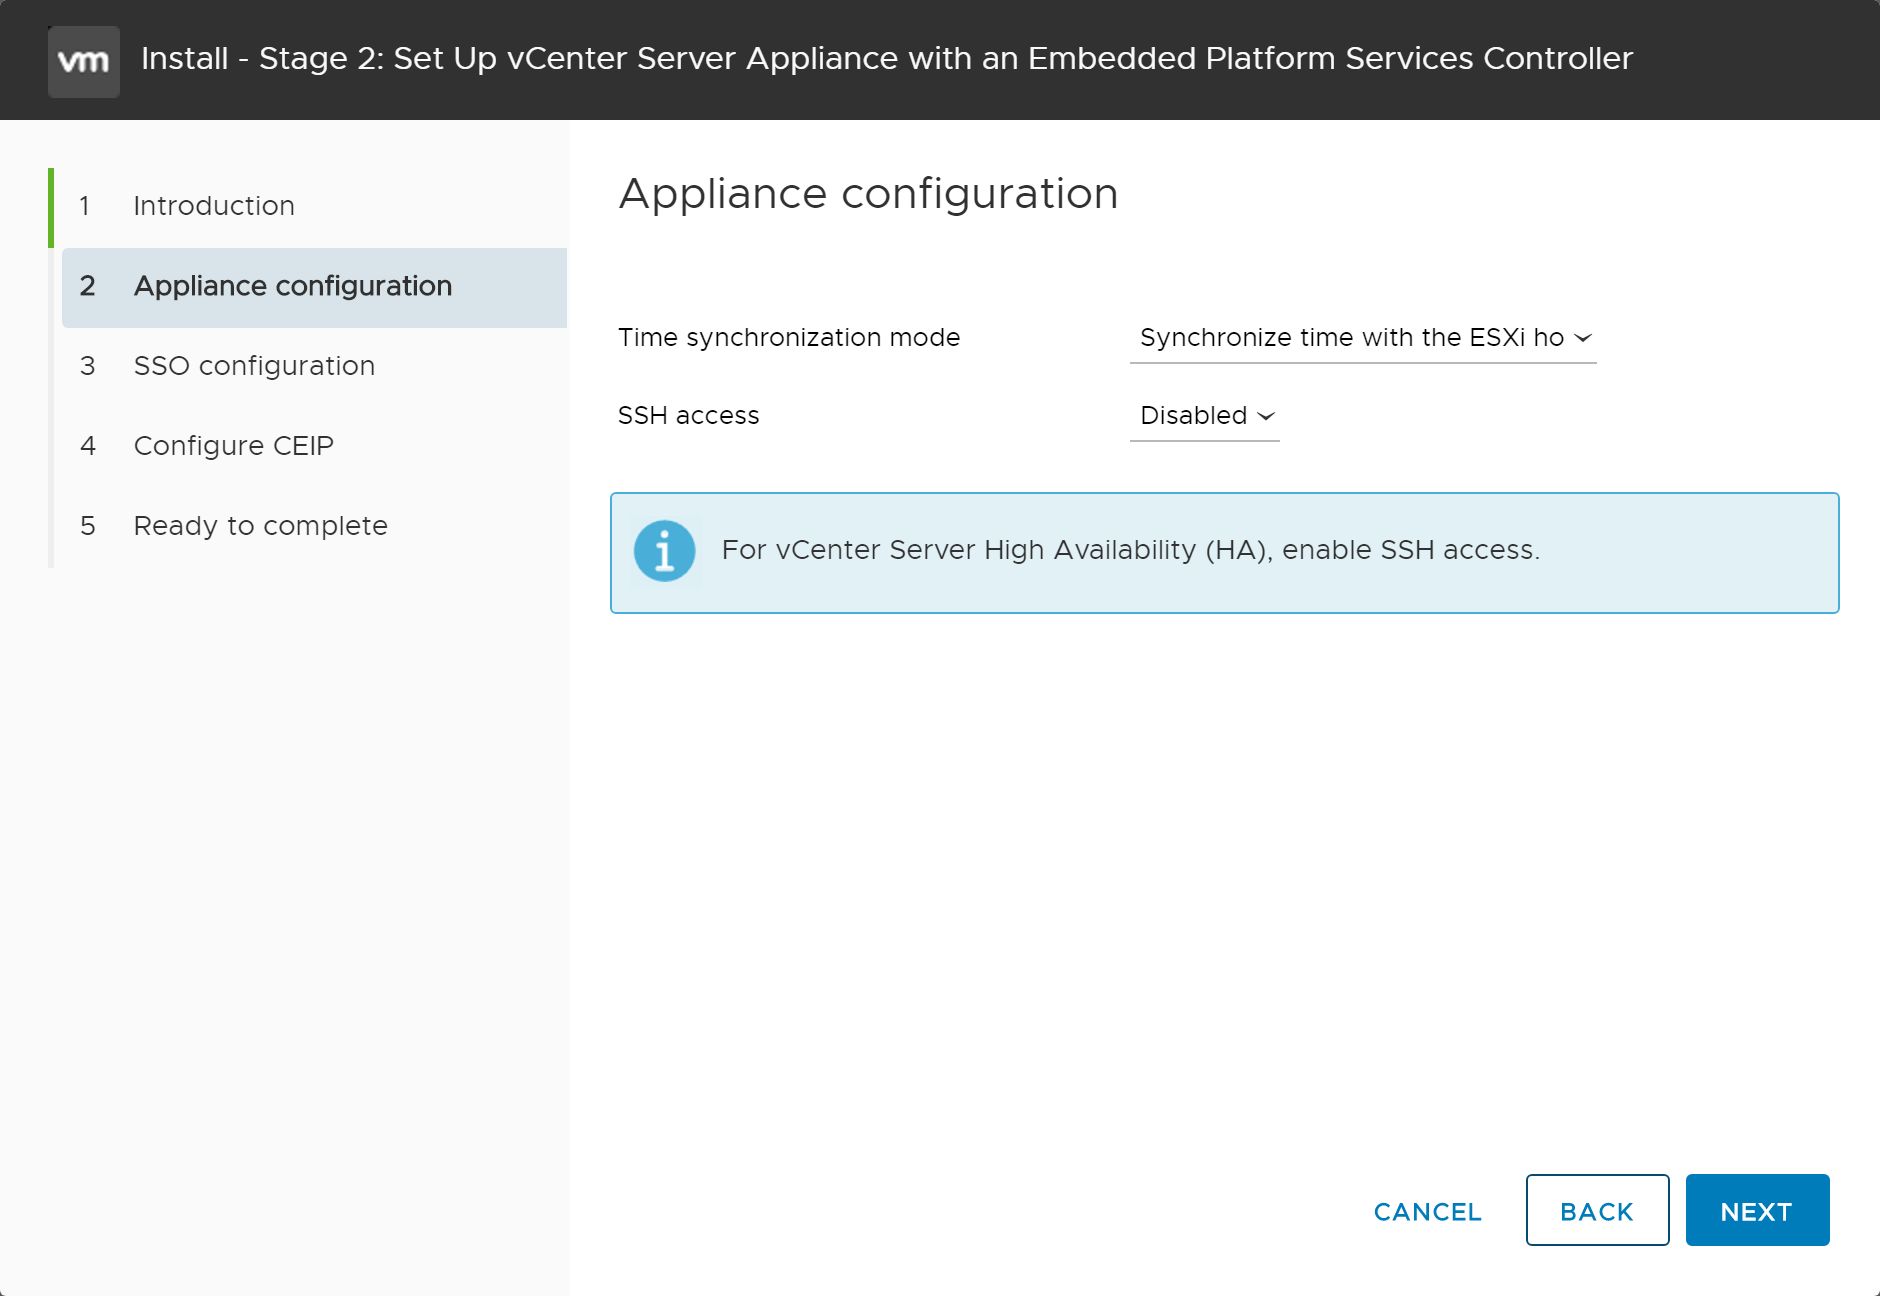 vm
Install - Stage 2: Set Up vCenter Server Appliance with an Embedded Platform Services Controller
1 Introduction
2 Appliance configuration
3 SSO configuration
4 Configure CEIP
5 Ready to complete
Appliance configuration
Time synchronization mode Synchronize time with the ESXi ho
SSH access Disabled
For vCenter Server High Availability (HA), enable SSH access.
CANCEL BACK NEXT